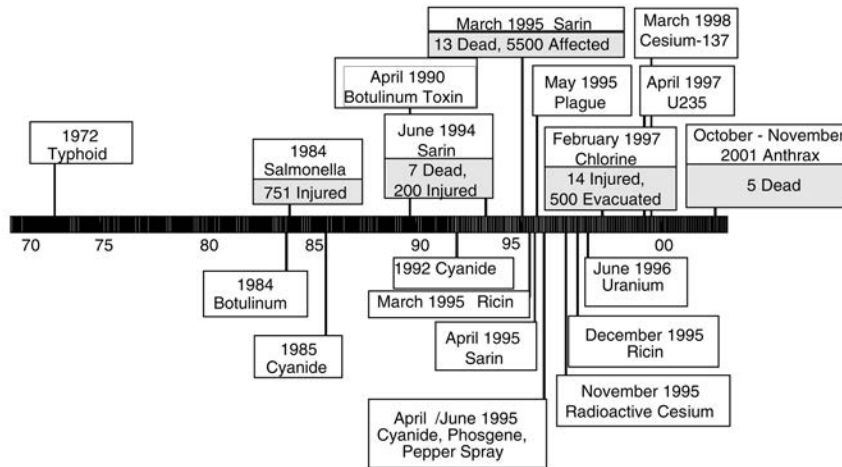 March 1995 Sarin
13 Dead, 5500 Affected
March 1998
Cesium-137
April 1990
Botulinum Toxin
May 1995
Plague
April 1997
U235
1972
Typhoid
1984
Salmonella
751 Injured
June 1994
Sarin
7 Dead,
200 Injured
February 1997
Chlorine
14 Injured,
500 Evacuated
October - November
2001 Anthrax
5 Dead
70 75 80 85 90 95 00
1984
Botulinum
1992 Cyanide
June 1996
Uranium
March 1995 Ricin
1985
Cyanide
April 1995
Sarin
December 1995
Ricin
November 1995
Radioactive Cesium
April /June 1995
Cyanide, Phosgene,
Pepper Spray